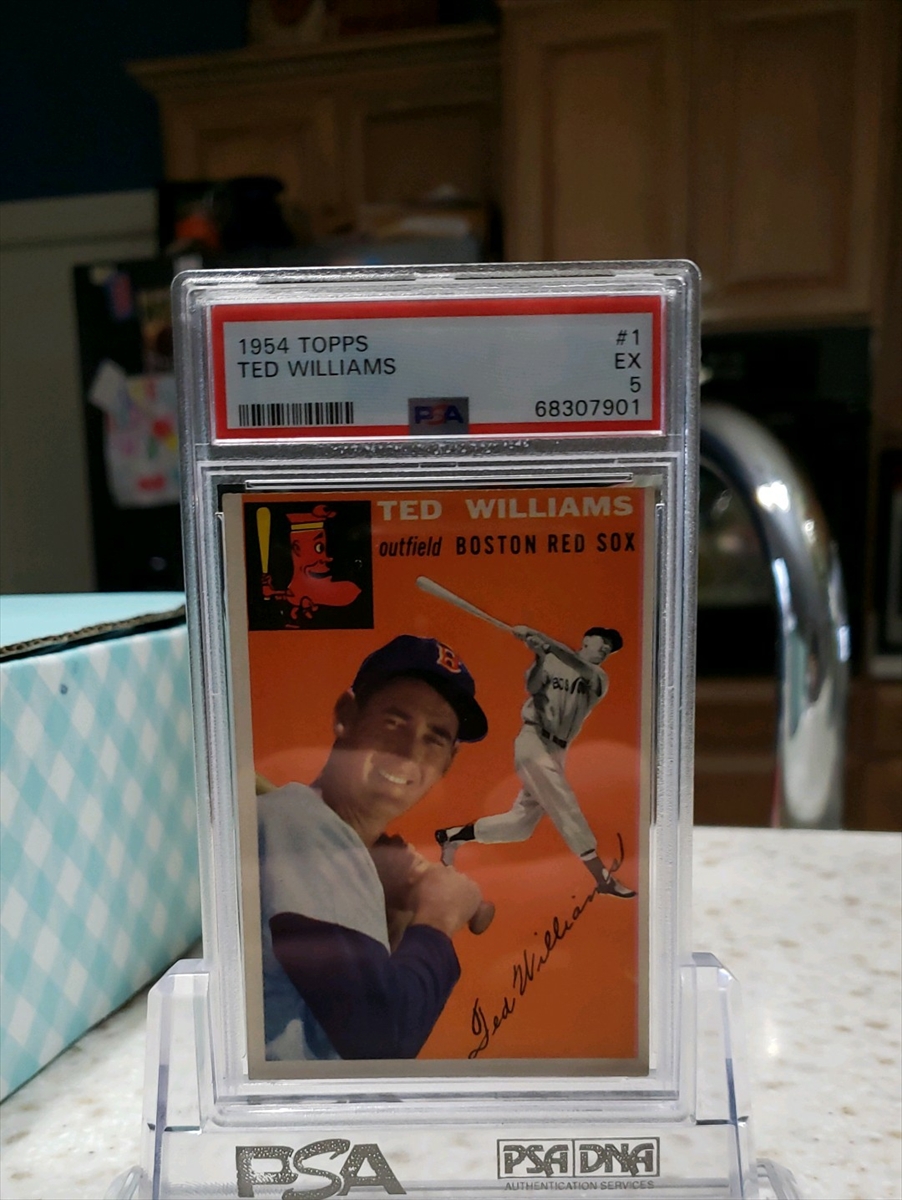 1954 TOPPS #1
TED WILLIAMS EX
5
PSA 68307901
TED WILLIAMS
outfield BOSTON RED SOX
B
Ted Williams
PSA
PSA DNA
AUTHENTICATION SERVICES